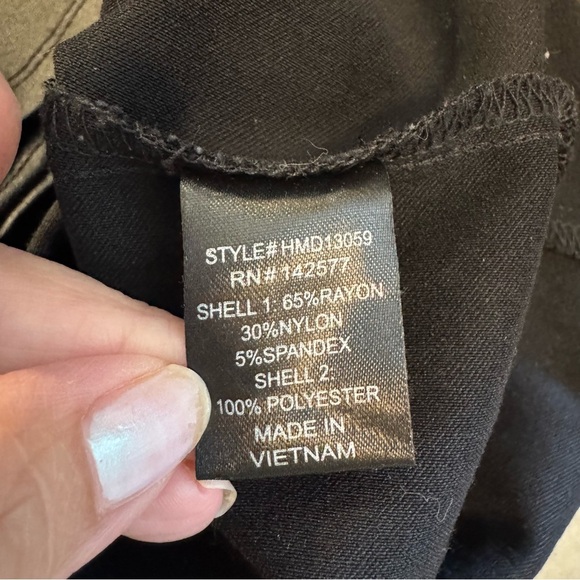 STYLE# HMD13059
RN# 142577
SHELL 1: 65%RAYON
30%NYLON
5%SPANDEX
SHELL 2
100% POLYESTER
MADE IN
VIETNAM